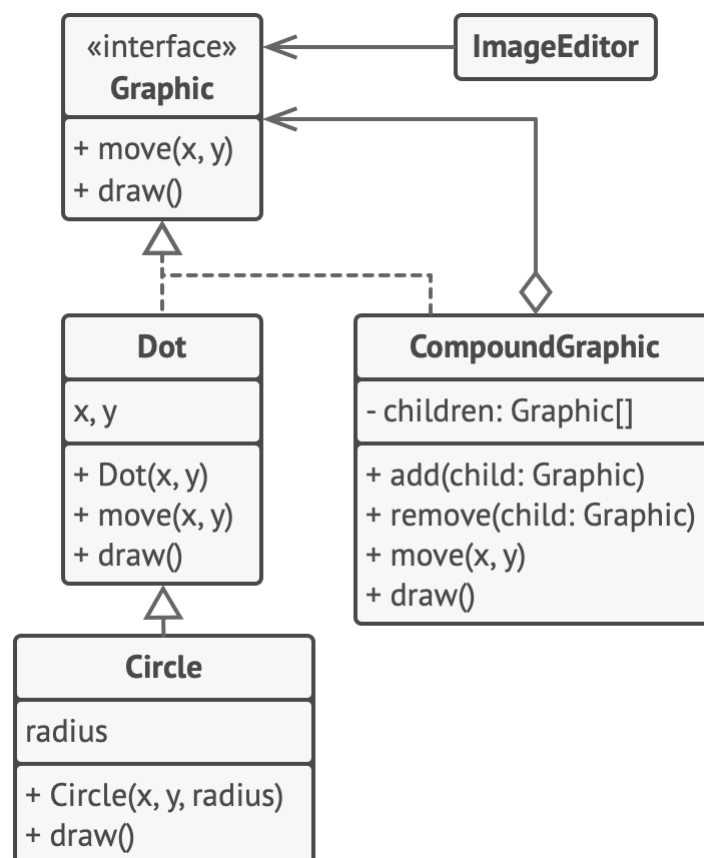 «interface»
Graphic
+ move(x, y)
+ draw()
ImageEditor
Dot
x, y
+ Dot(x, y)
+ move(x, y)
+ draw()
CompoundGraphic
- children: Graphic[]
+ add(child: Graphic)
+ remove(child: Graphic)
+ move(x, y)
+ draw()
Circle
radius
+ Circle(x, y, radius)
+ draw()